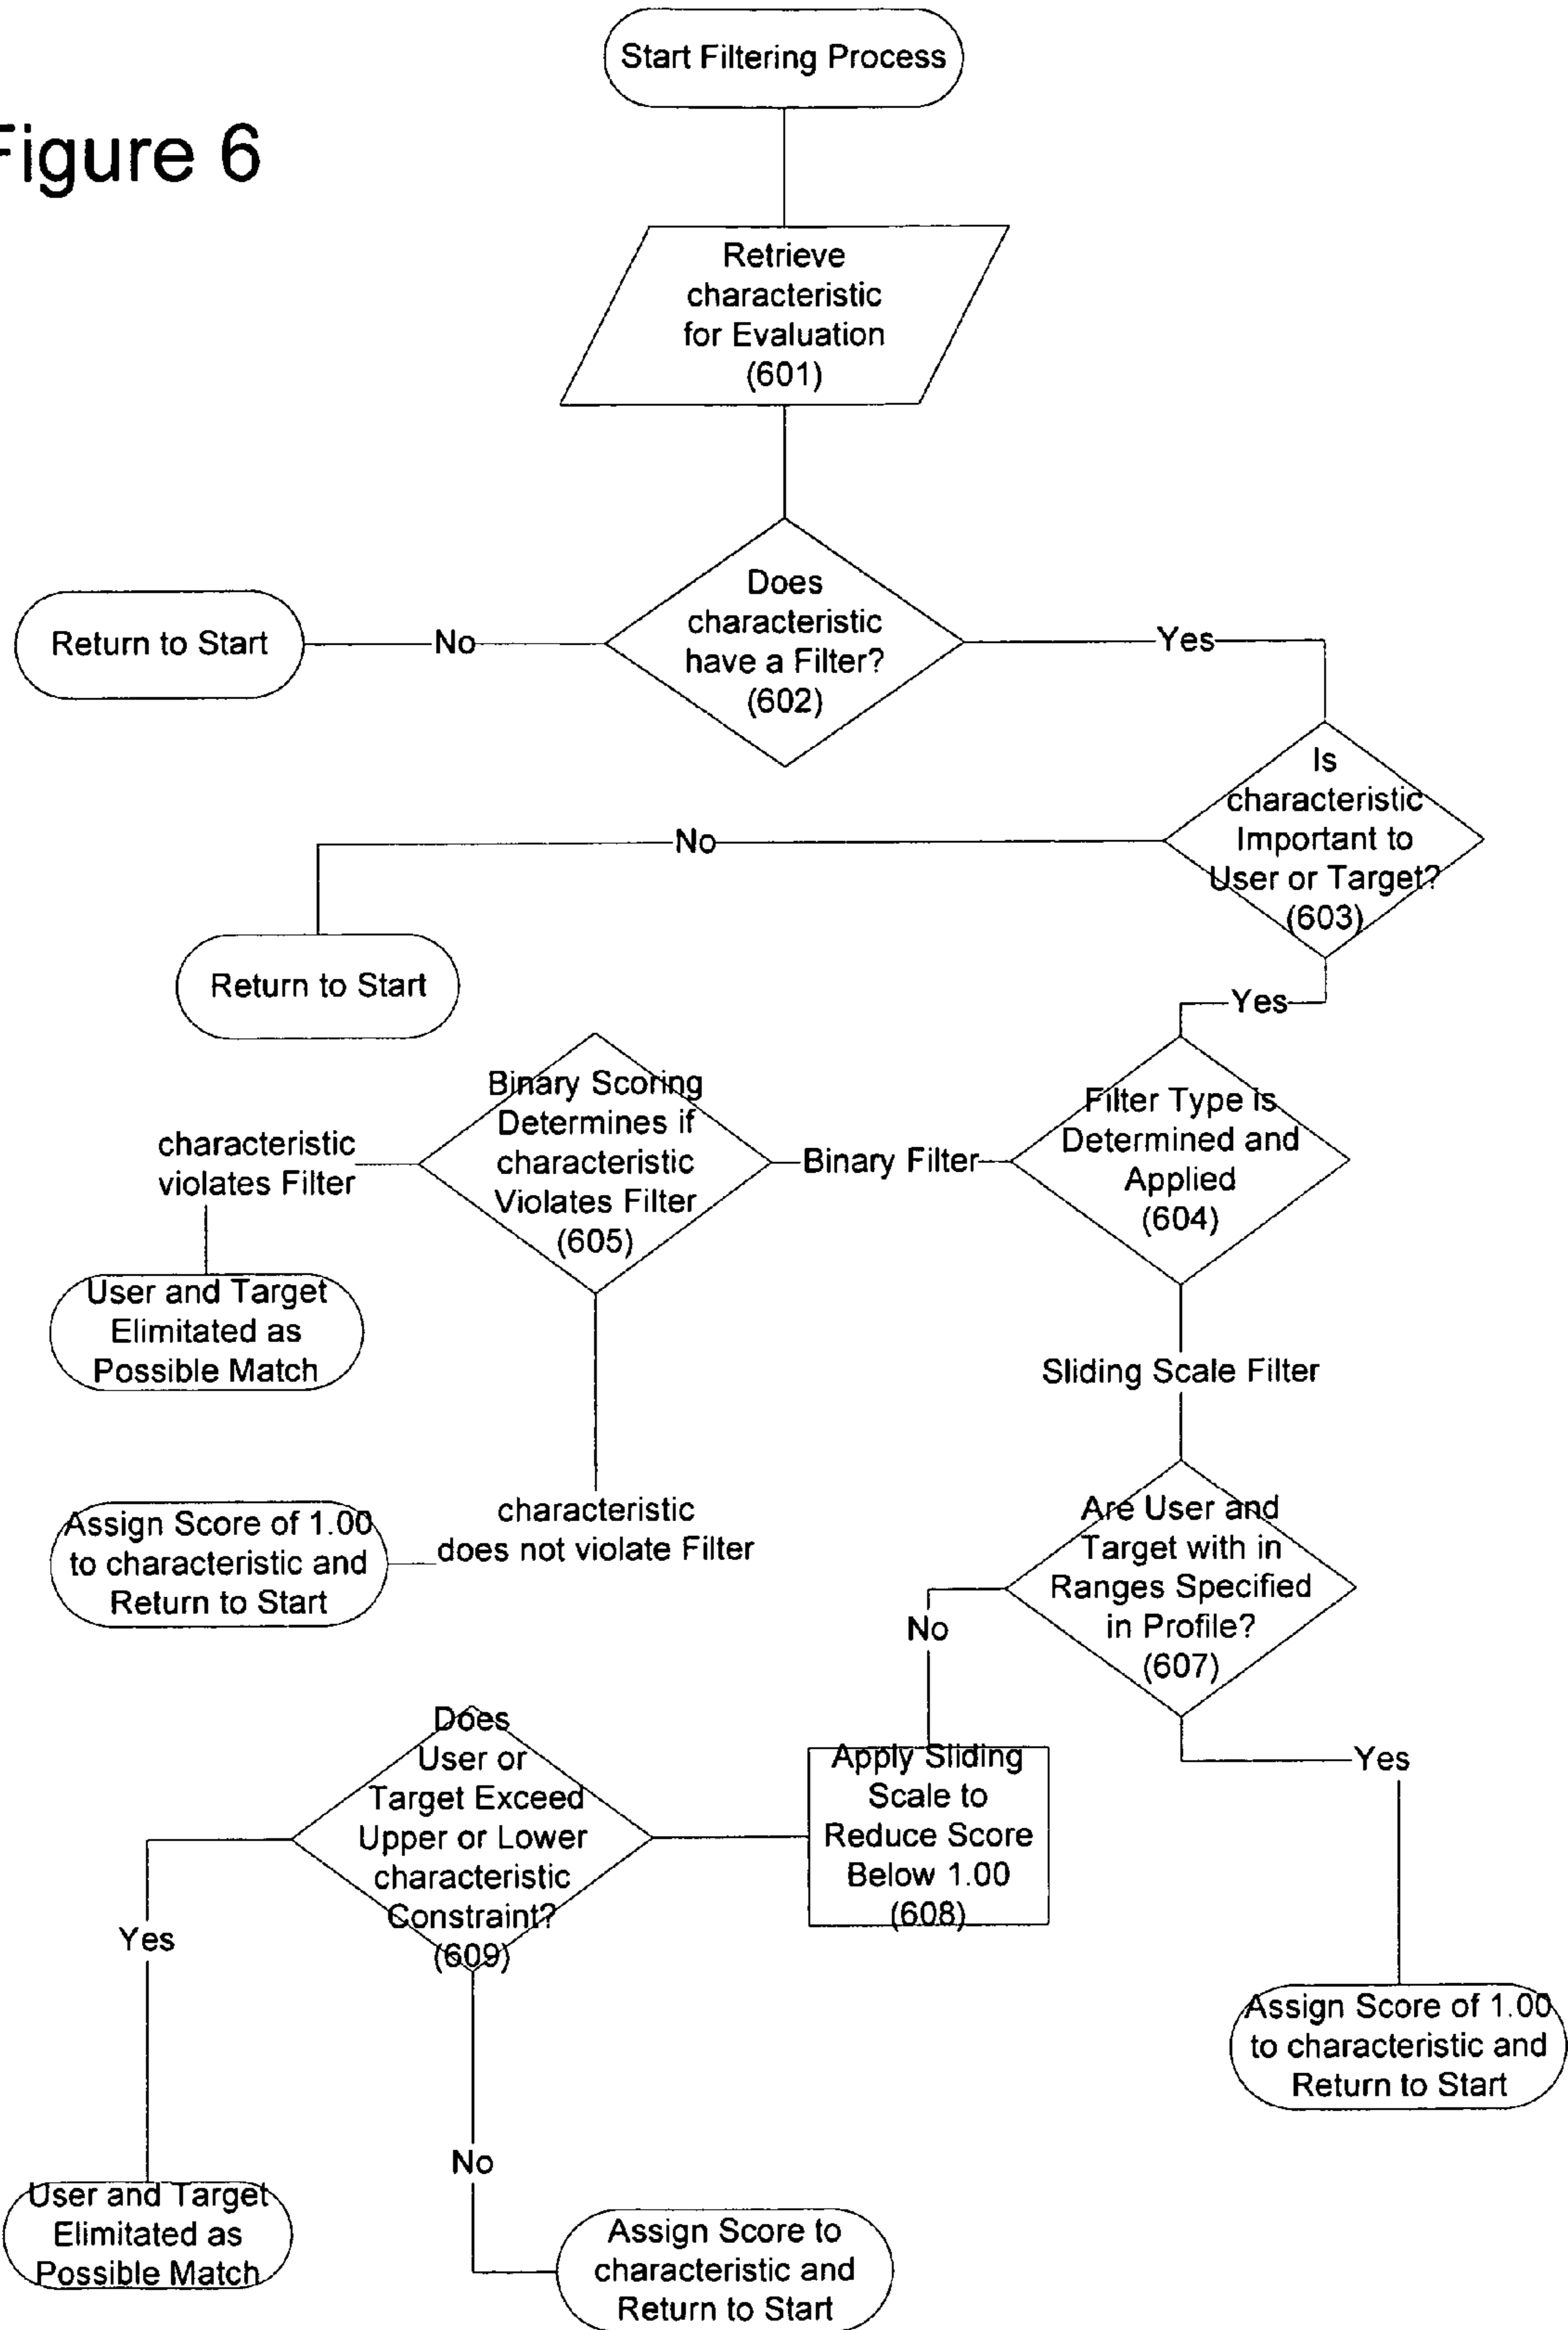 Start Filtering Process
Figure 6
Retrieve
characteristic
for Evaluation
(601)
Does
characteristic
have a Filter?
(602)
No
Return to Start
Yes
Is
characteristic
Important to
User or Target?
(603)
No
Return to Start
Yes
Filter Type is
Determined and
Applied
(604)
Binary Filter
Binary Scoring
Determines if
characteristic
Violates Filter
(605)
characteristic
violates Filter
User and Target
Elimitated as
Possible Match
characteristic
does not violate Filter
Assign Score of 1.00
to characteristic and
Return to Start
Sliding Scale Filter
Are User and
Target with in
Ranges Specified
in Profile?
(607)
No
Yes
Apply Sliding
Scale to
Reduce Score
Below 1.00
(608)
Does
User or
Target Exceed
Upper or Lower
characteristic
Constraint?
(609)
Yes
Assign Score of 1.00
to characteristic and
Return to Start
No
User and Target
Elimitated as
Possible Match
Assign Score to
characteristic and
Return to Start